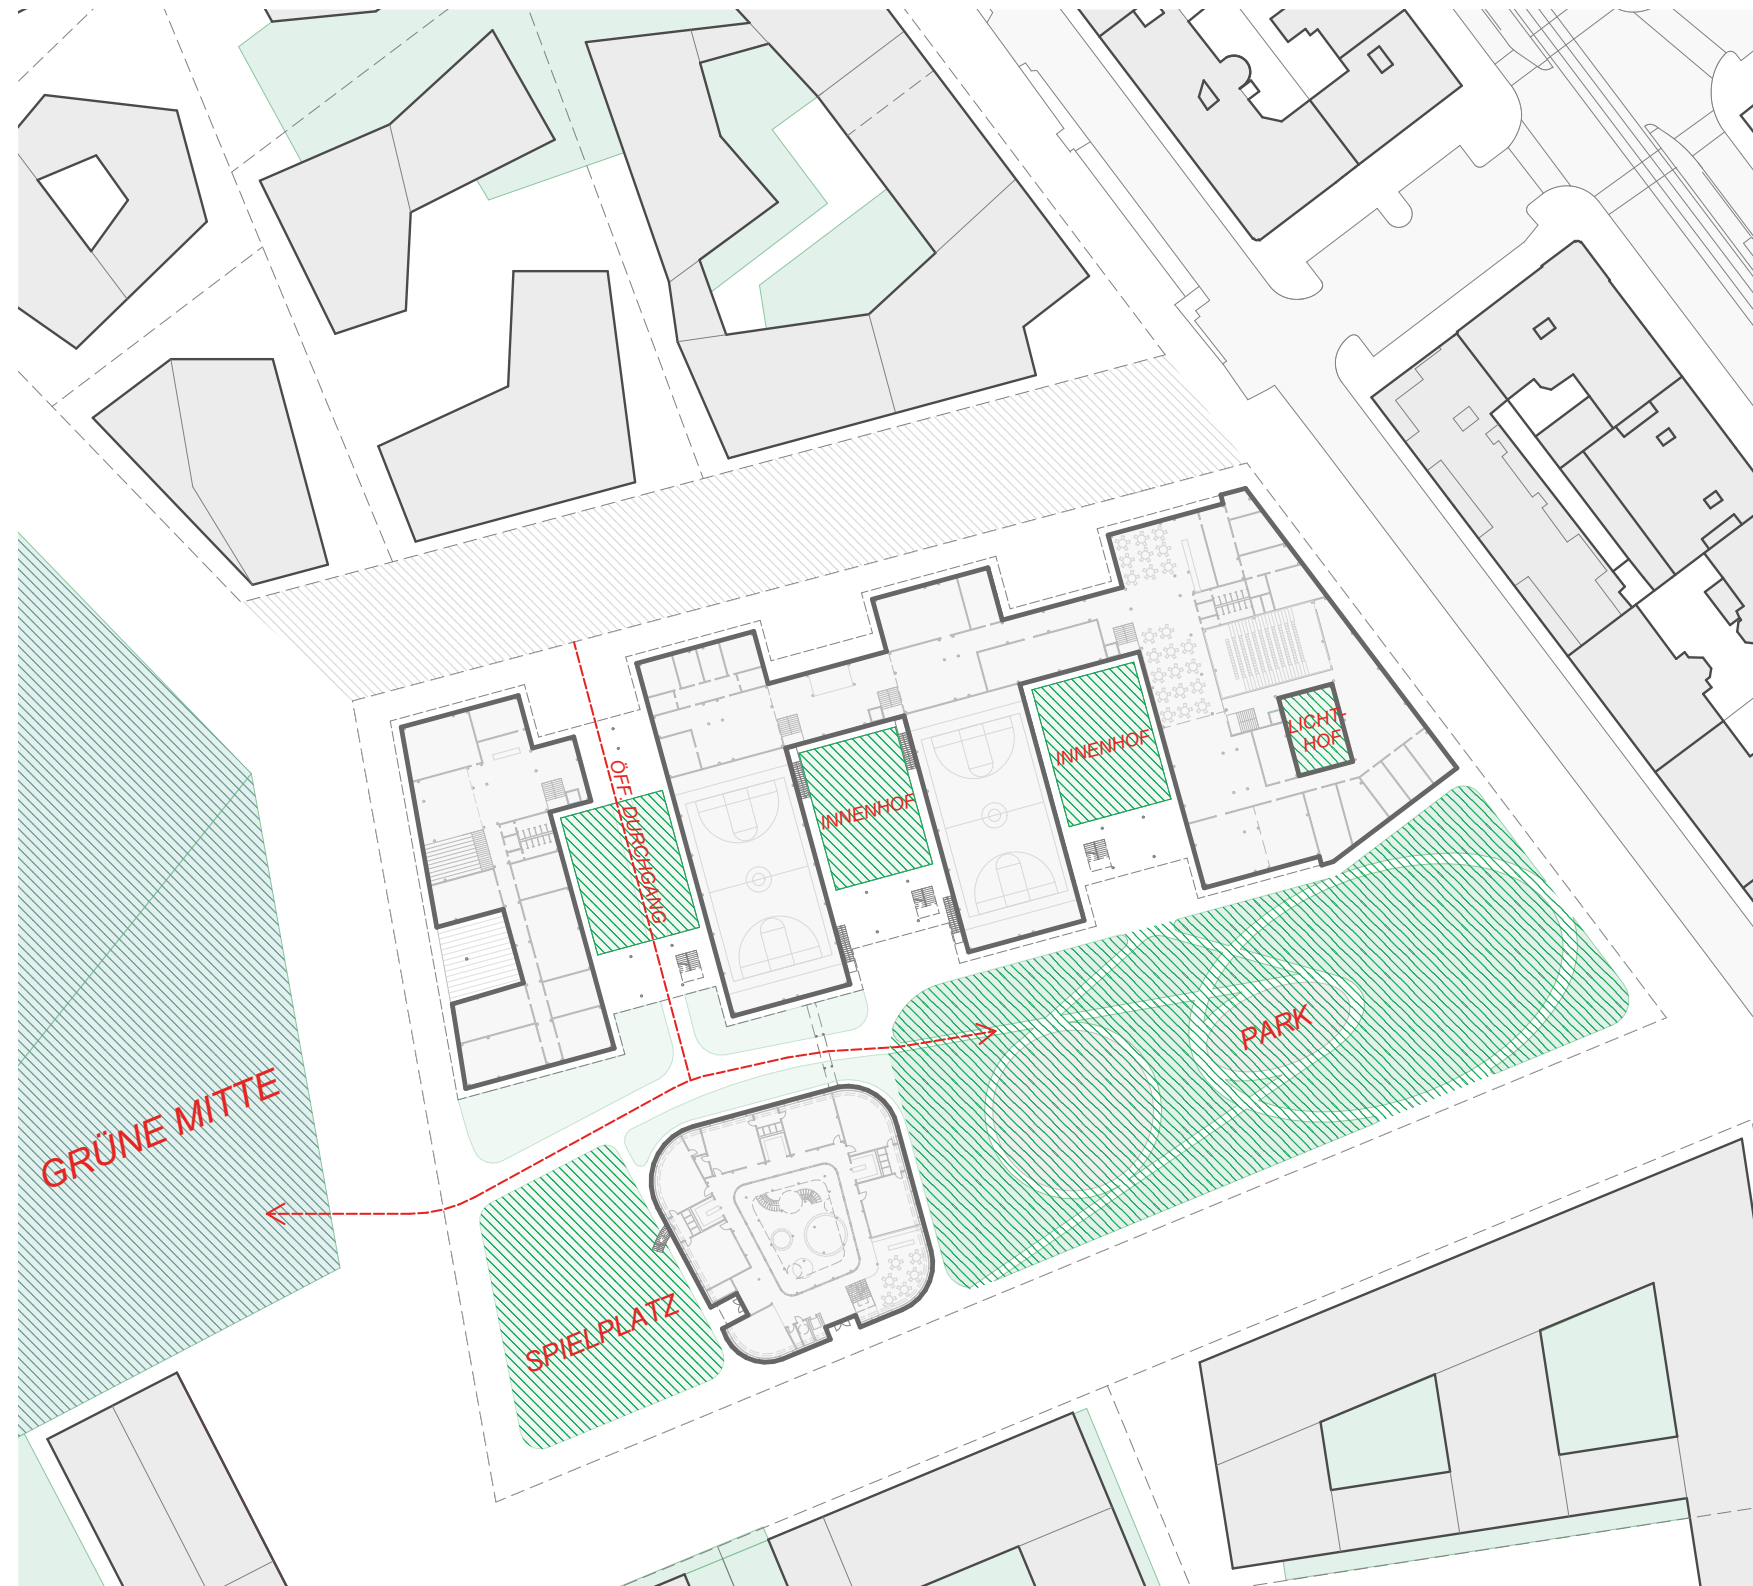 LICHT-
HOF
INNENHOF
INNENHOF
ÖFF. DURCHGANG
PARK
GRÜNE MITTE
SPIELPLATZ